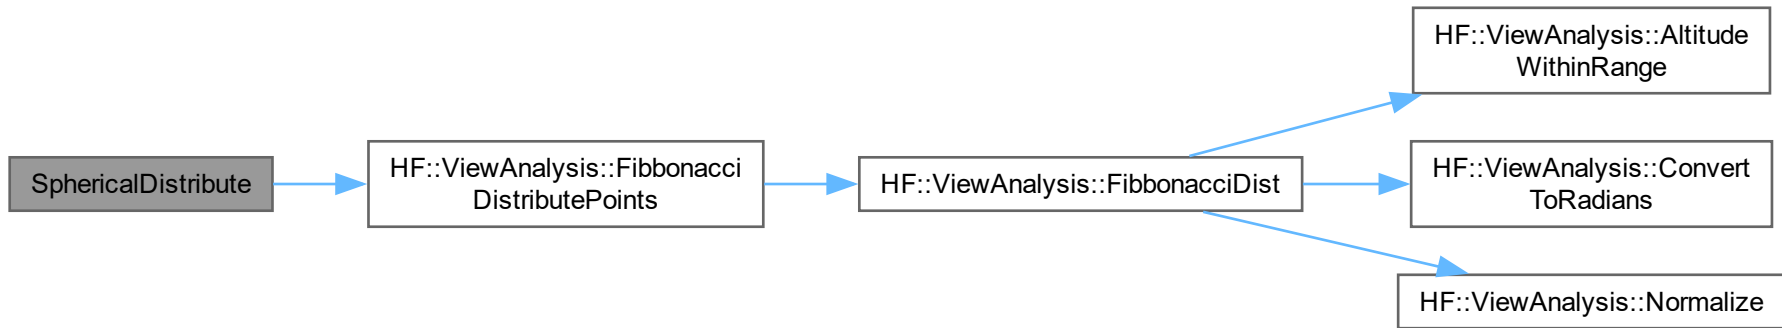 SphericalDistribute
HF::ViewAnalysis::Fibbonacci
DistributePoints
HF::ViewAnalysis::FibbonacciDist
HF::ViewAnalysis::Altitude
WithinRange
HF::ViewAnalysis::Convert
ToRadians
HF::ViewAnalysis::Normalize